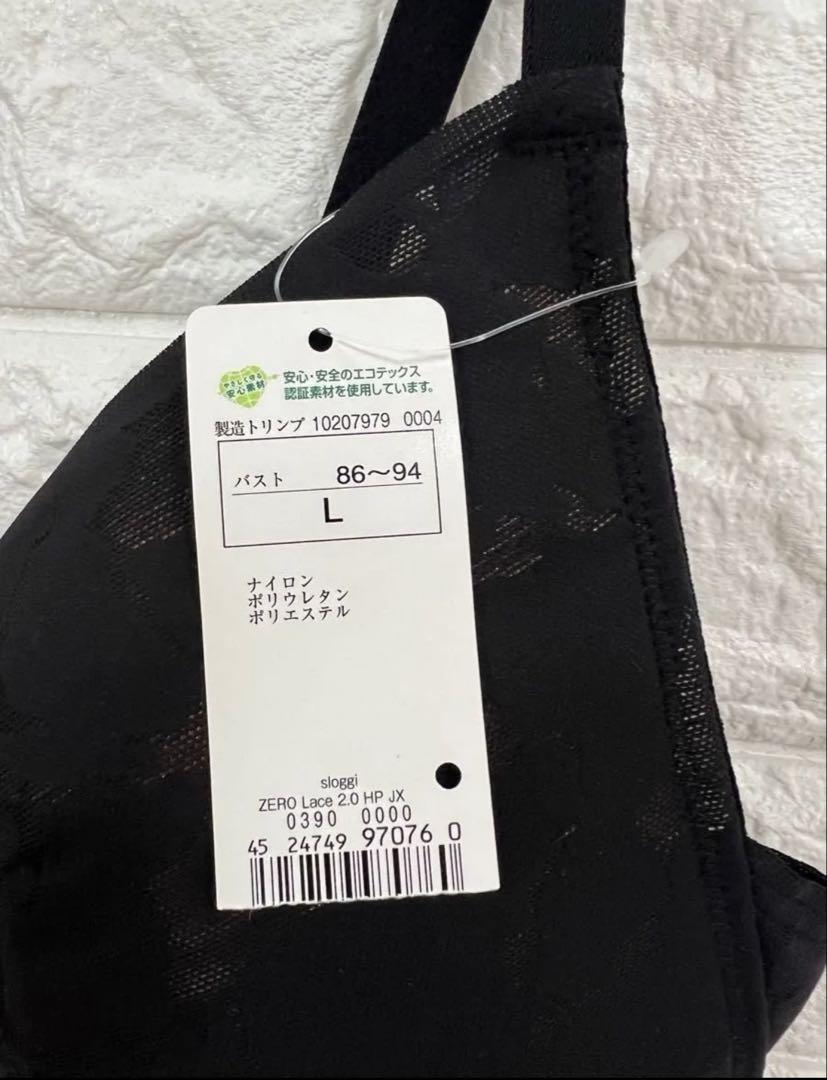 やさしく守る
安心素材
安心・安全のエコテックス
認証素材を使用しています。
製造トリンプ 10207979 0004
バスト 86〜94
L
ナイロン
ポリウレタン
ポリエステル
sloggi
ZERO Lace 2.0 HP JX
0390 0000
45 24749 97076 0